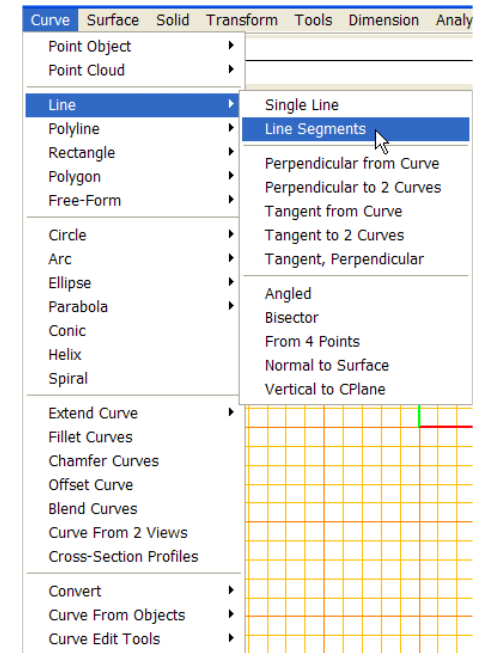 Curve Surface Solid Transform Tools Dimension Analy
Point Object
Point Cloud
Line
Polyline
Rectangle
Polygon
Free-Form
Circle
Arc
Ellipse
Parabola
Conic
Helix
Spiral
Extend Curve
Fillet Curves
Chamfer Curves
Offset Curve
Blend Curves
Curve From 2 Views
Cross-Section Profiles
Convert
Curve From Objects
Curve Edit Tools
Single Line
Line Segments
Perpendicular from Curve
Perpendicular to 2 Curves
Tangent from Curve
Tangent to 2 Curves
Tangent, Perpendicular
Angled
Bisector
From 4 Points
Normal to Surface
Vertical to CPlane